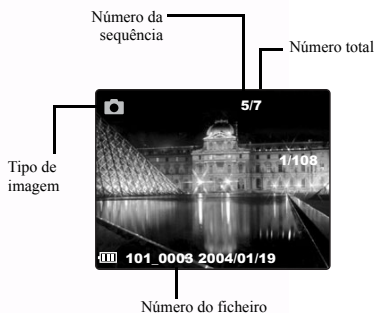 Número da
sequência
Número total
5/7
1/108
Tipo de
imagem
101_0003 2004/01/19
Número do ficheiro